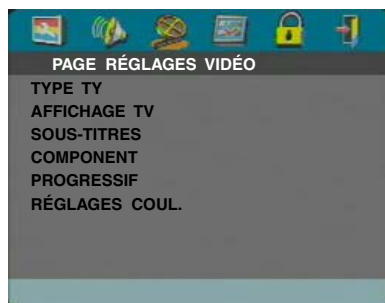 PAGE RÉGLAGES VIDÉO
TYPE TY
AFFICHAGE TV
SOUS-TITRES
COMPONENT
PROGRESSIF
RÉGLAGES COUL.